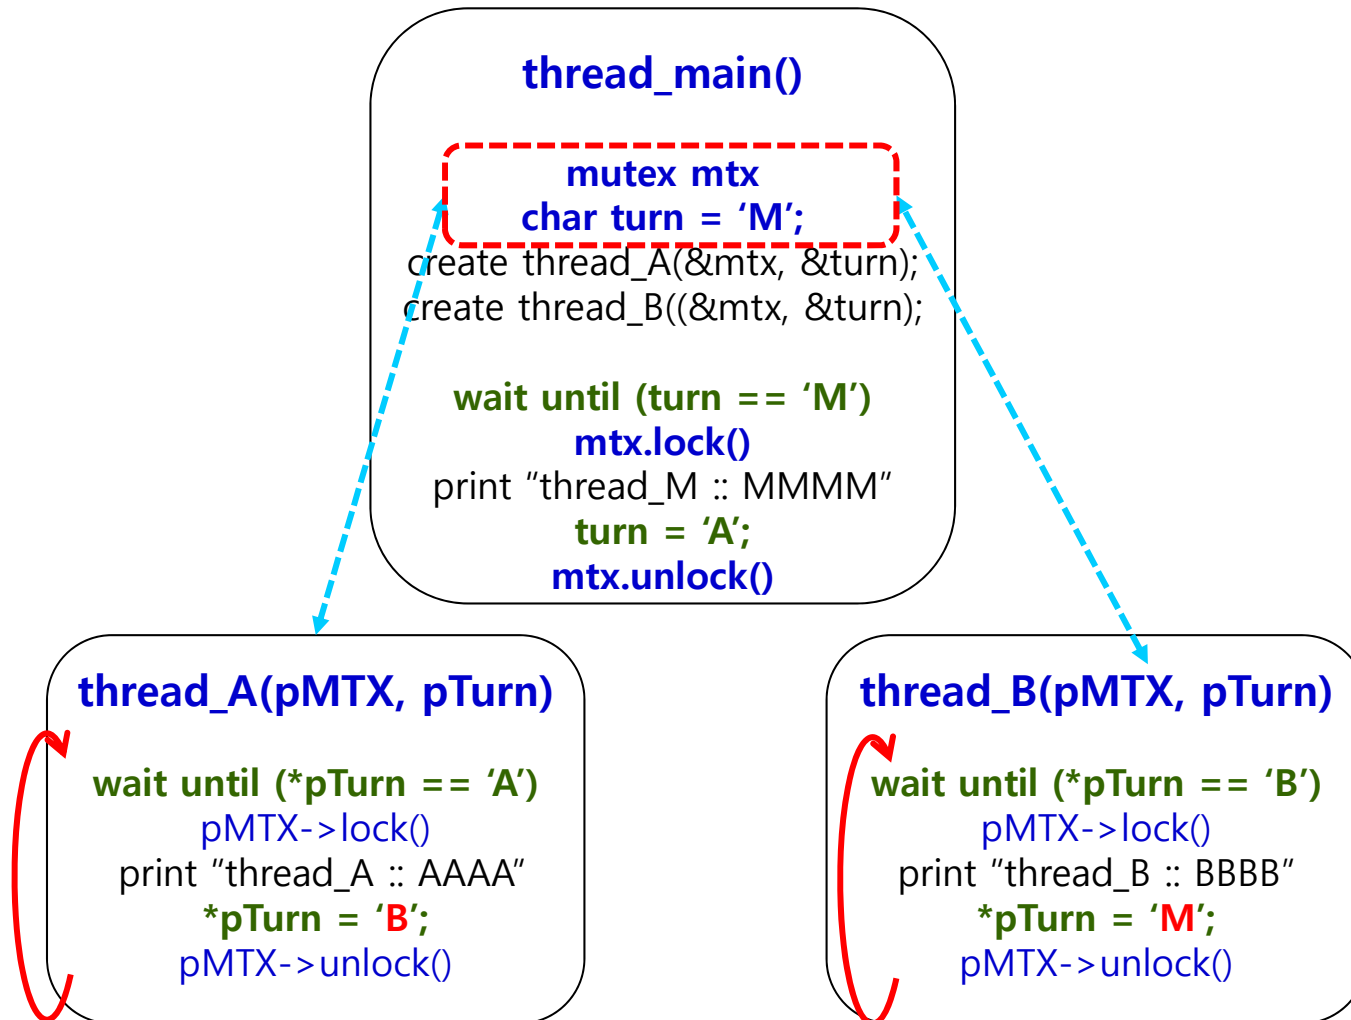 thread_main()
mutex mtx
char turn = ‘M’;
create thread_A(&mtx, &turn);
create thread_B((&mtx, &turn);
wait until (turn == ‘M’)
mtx.lock()
print “thread_M :: MMMM”
turn = ‘A’;
mtx.unlock()
thread_A(pMTX, pTurn)
wait until (*pTurn == ‘A’)
pMTX->lock()
print “thread_A :: AAAA”
*pTurn = ‘B’;
pMTX->unlock()
thread_B(pMTX, pTurn)
wait until (*pTurn == ‘B’)
pMTX->lock()
print “thread_B :: BBBB”
*pTurn = ‘M’;
pMTX->unlock()